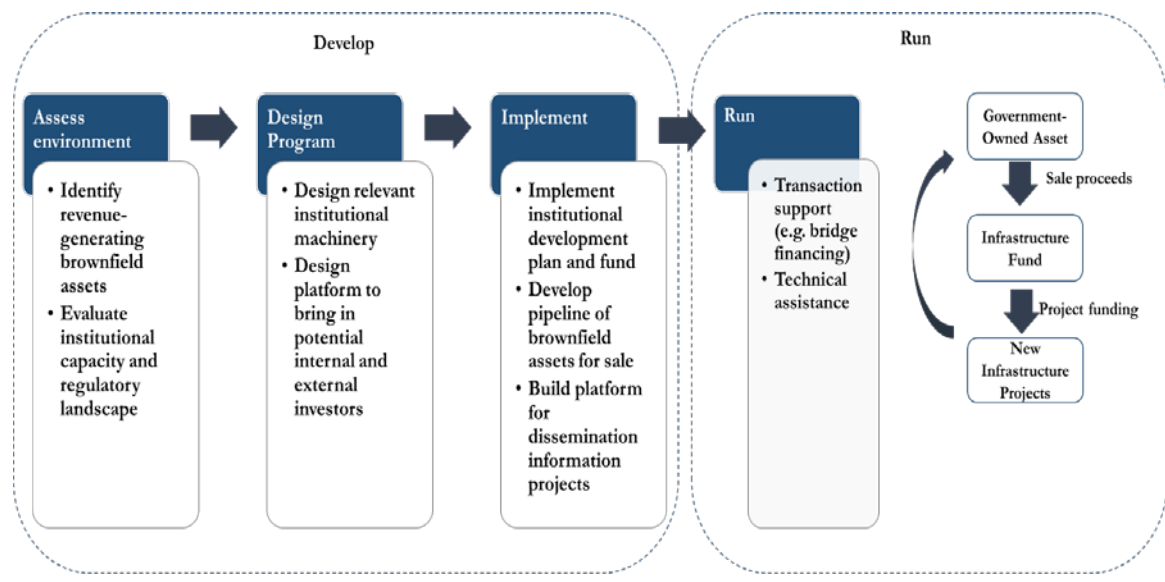 Develop
Assess
environment
• Identify
revenue-
generating
brownfield
assets
• Evaluate
institutional
capacity and
regulatory
landscape
Design
Program
• Design relevant
institutional
machinery
• Design
platform to
bring in
potential
internal and
external
investors
Implement
• Implement
institutional
development
plan and fund
• Develop
pipeline of
brownfield
assets for sale
• Build platform
for
dissemination
information
projects
Run
Run
• Transaction
support
(e.g. bridge
financing)
• Technical
assistance
Government-
Owned Asset
Sale proceeds
Infrastructure
Fund
Project funding
New
Infrastructure
Projects